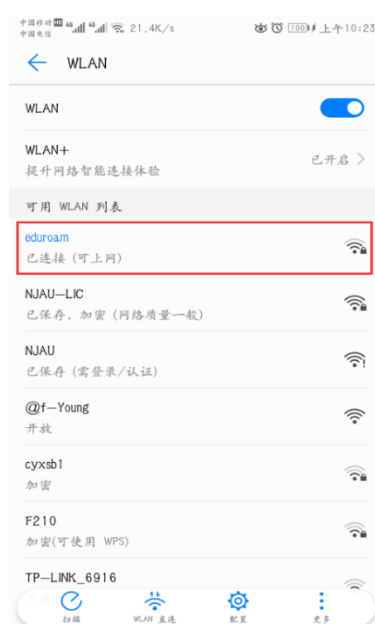 中国移动 HD 46 46 21.4K/s 100 上午10:23
中国电信
WLAN
WLAN
WLAN+
提升网络智能连接体验
已开启
可用 WLAN 列表
eduroam
已连接 (可上网)
NJAU-LIC
已保存, 加密 (网络质量一般)
NJAU
已保存 (需登录/认证)
@f-Young
开放
cyxsb1
加密
F210
加密(可使用 WPS)
TP-LINK_6916
扫描 WLAN 直连 配置 更多